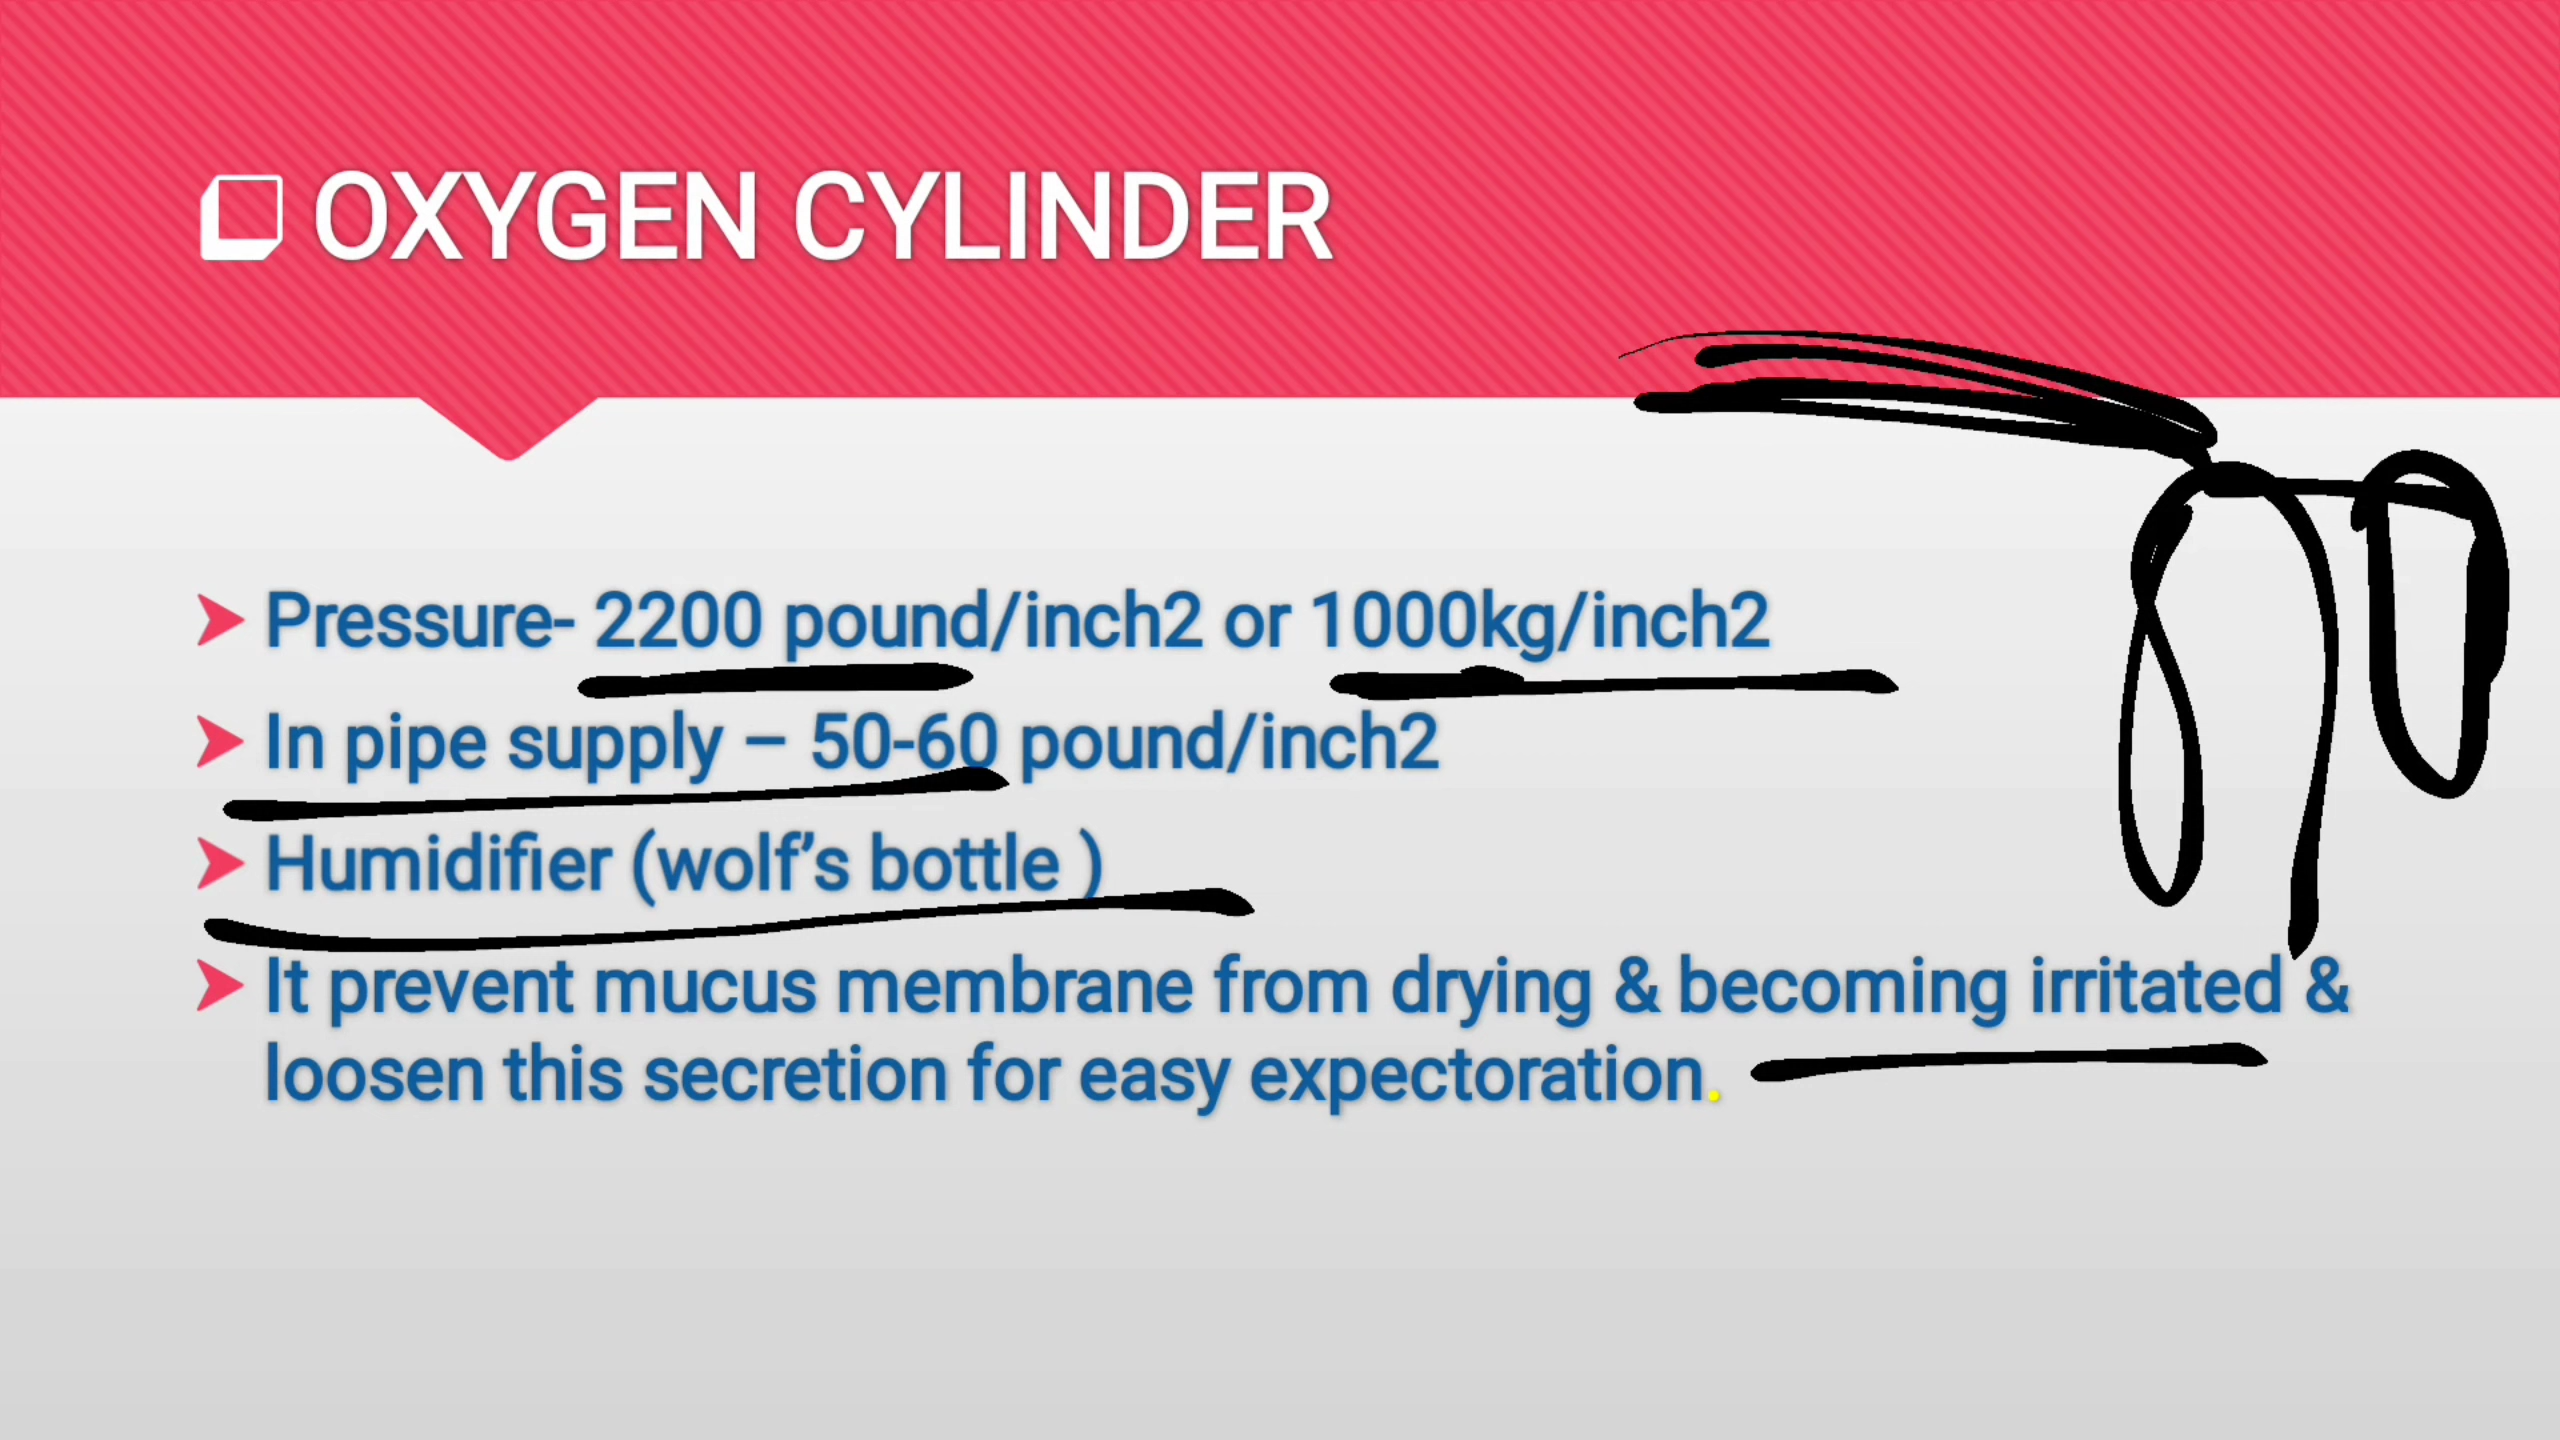 OXYGEN CYLINDER
Pressure- 2200 pound/inch2 or 1000kg/inch2
In pipe supply – 50-60 pound/inch2
Humidifier (wolf’s bottle )
It prevent mucus membrane from drying & becoming irritated &
loosen this secretion for easy expectoration.